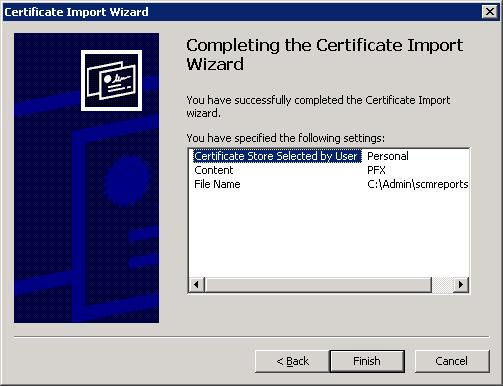 Certificate Import Wizard
Completing the Certificate Import
Wizard
You have successfully completed the Certificate Import
wizard.
You have specified the following settings:
Certificate Store Selected by User Personal
Content PFX
File Name C:\Admin\scmreports
< Back Finish Cancel